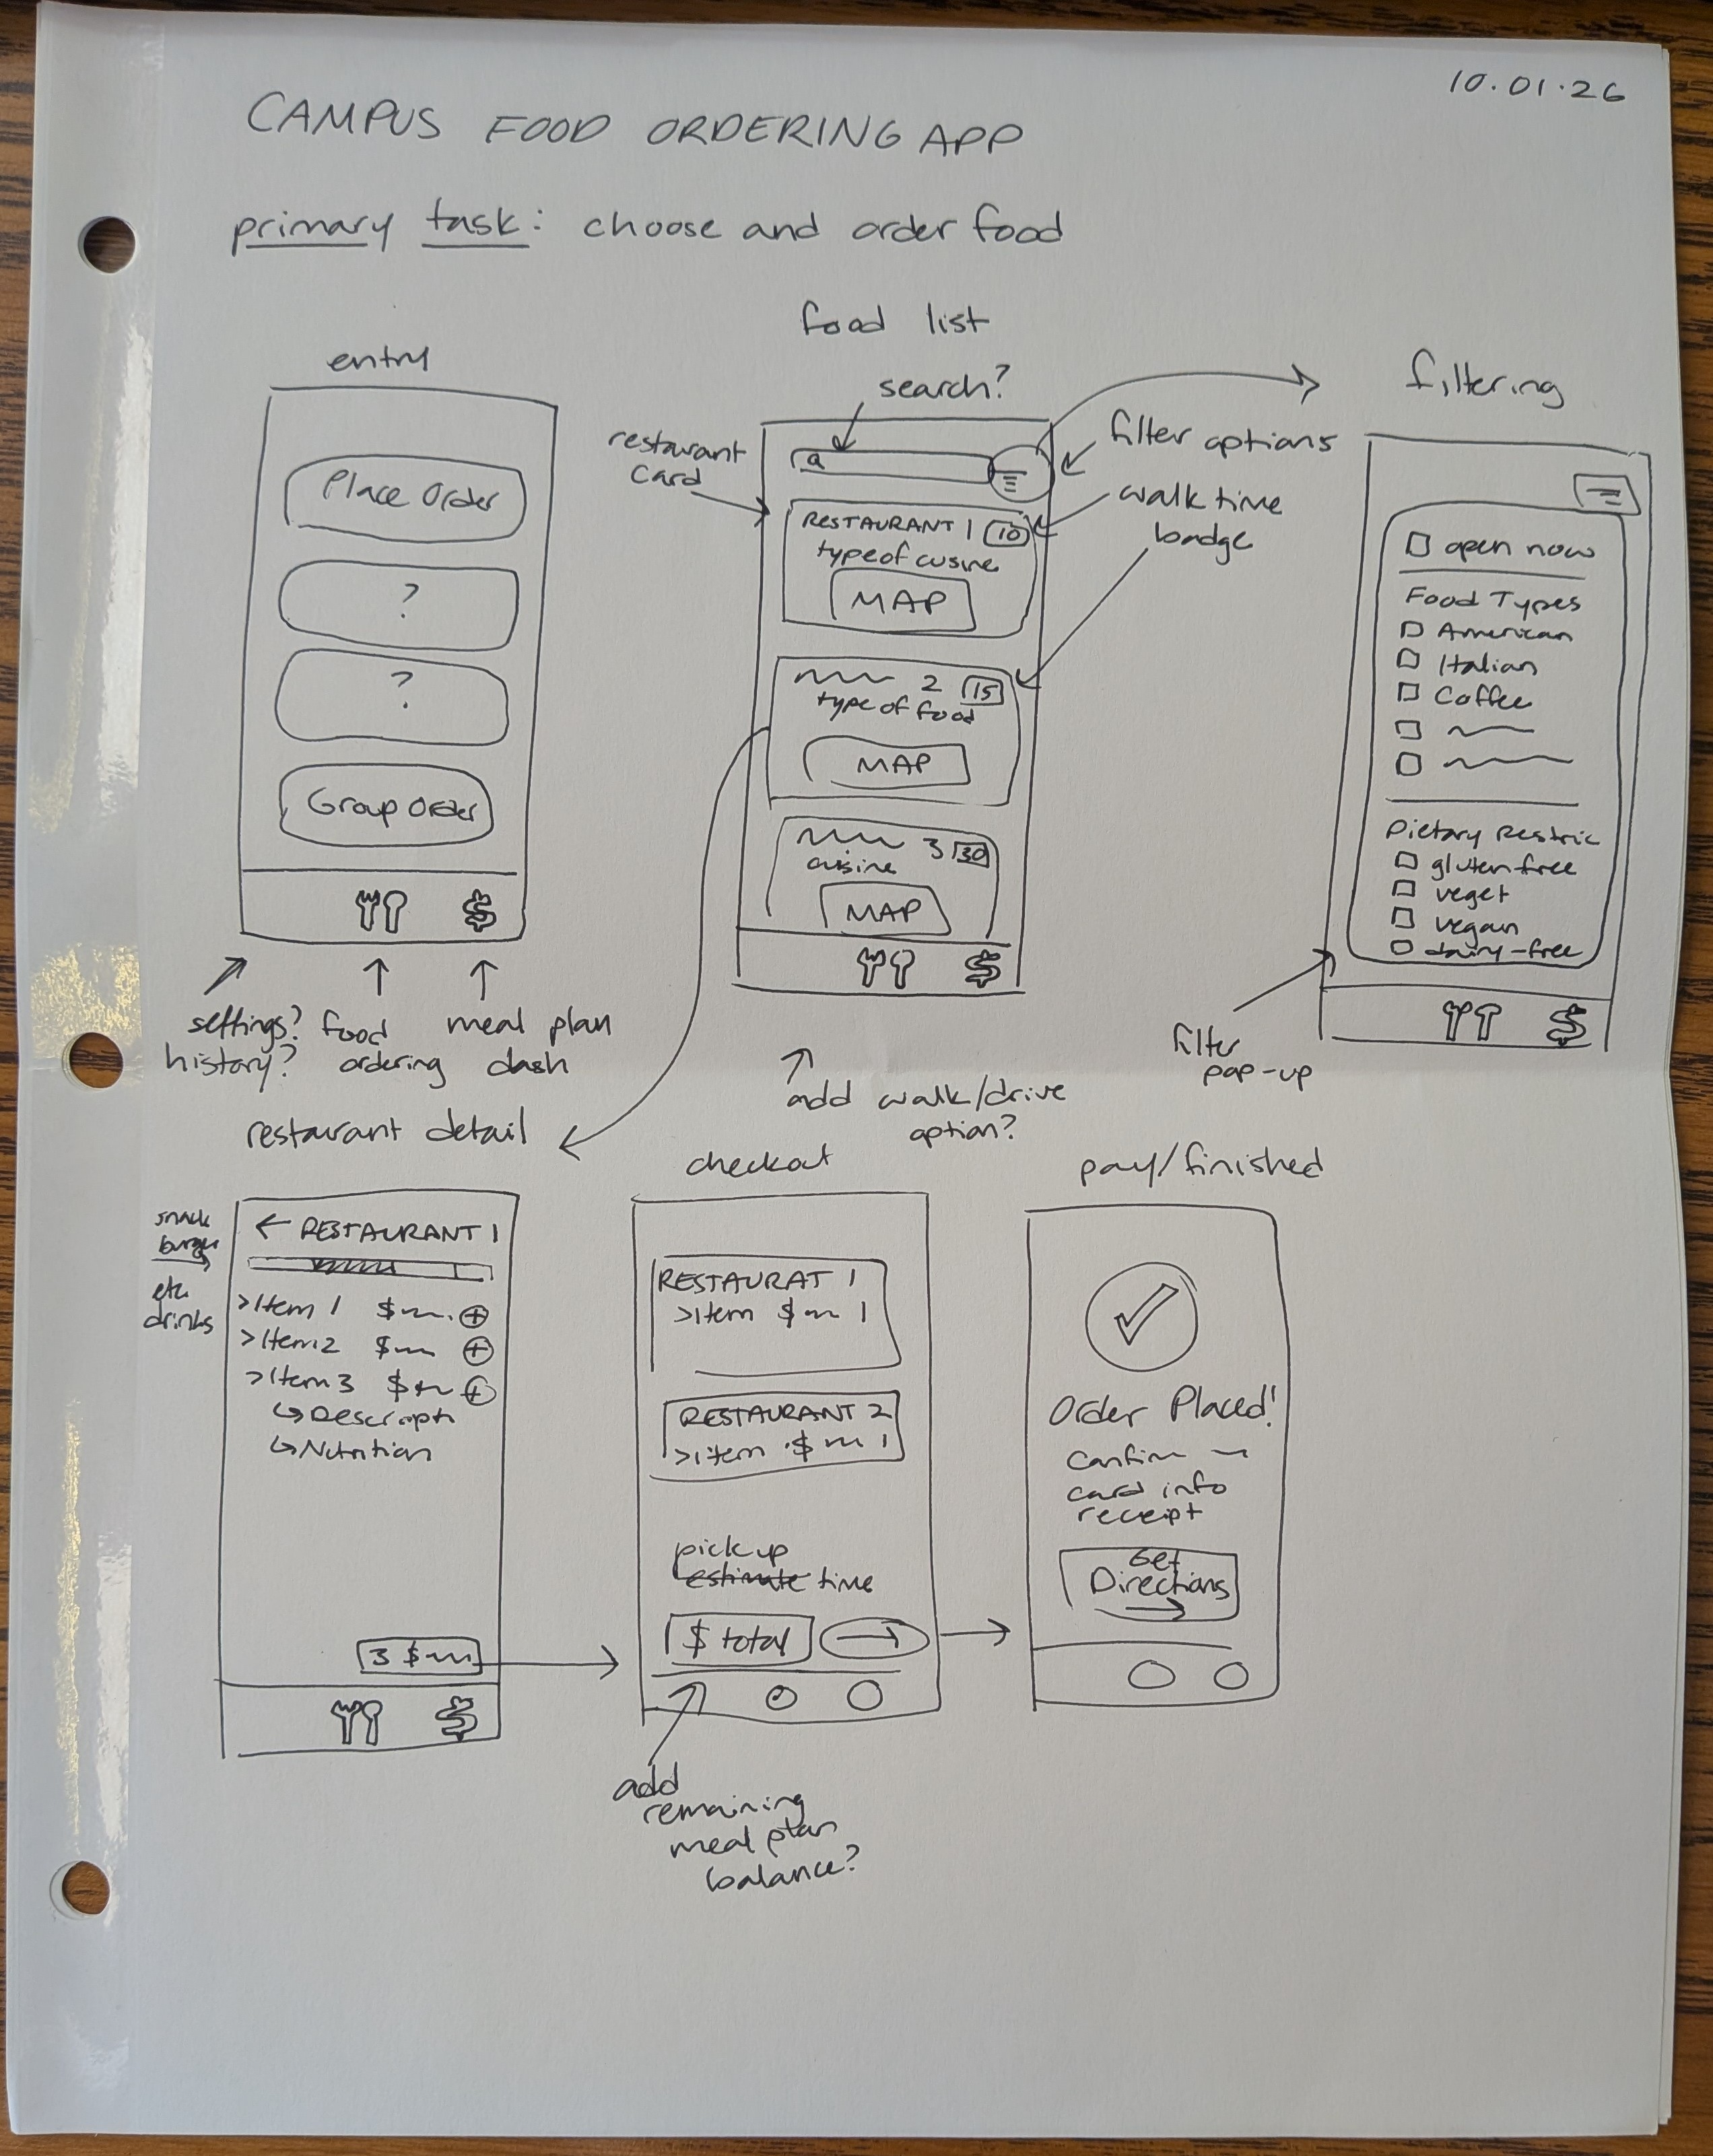 10.01.26
CAMPUS FOOD ORDERING APP
primary task: choose and order food
entry
Place Order
?
?
Group Order
settings?
history?
food
ordering
meal plan
dash
food list
search?
restaurant
card
filter options
walk time
badge
RESTAURANT 1 10
type of cusine
MAP
2 15
type of food
MAP
3 30
cuisine
MAP
add walk/drive
option?
filtering
open now
Food Types
American
Italian
Coffee
Dietary Restric
gluten free
veget
vegan
dairy-free
filter
pop-up
restaurant detail
snack
burger
etc
drinks
← RESTAURANT 1
>Item 1 $ +
>Item 2 $ +
>Item 3 $ +
↳ Descript
↳ Nutrition
3 $
checkout
RESTAURAT 1
>item $ 1
RESTAURANT 2
>item $ 1
pick up
estimate time
$ total →
add
remaining
meal plan
balance?
pay/finished
Order Placed!
Confirm
card info
receipt
Get
Directions